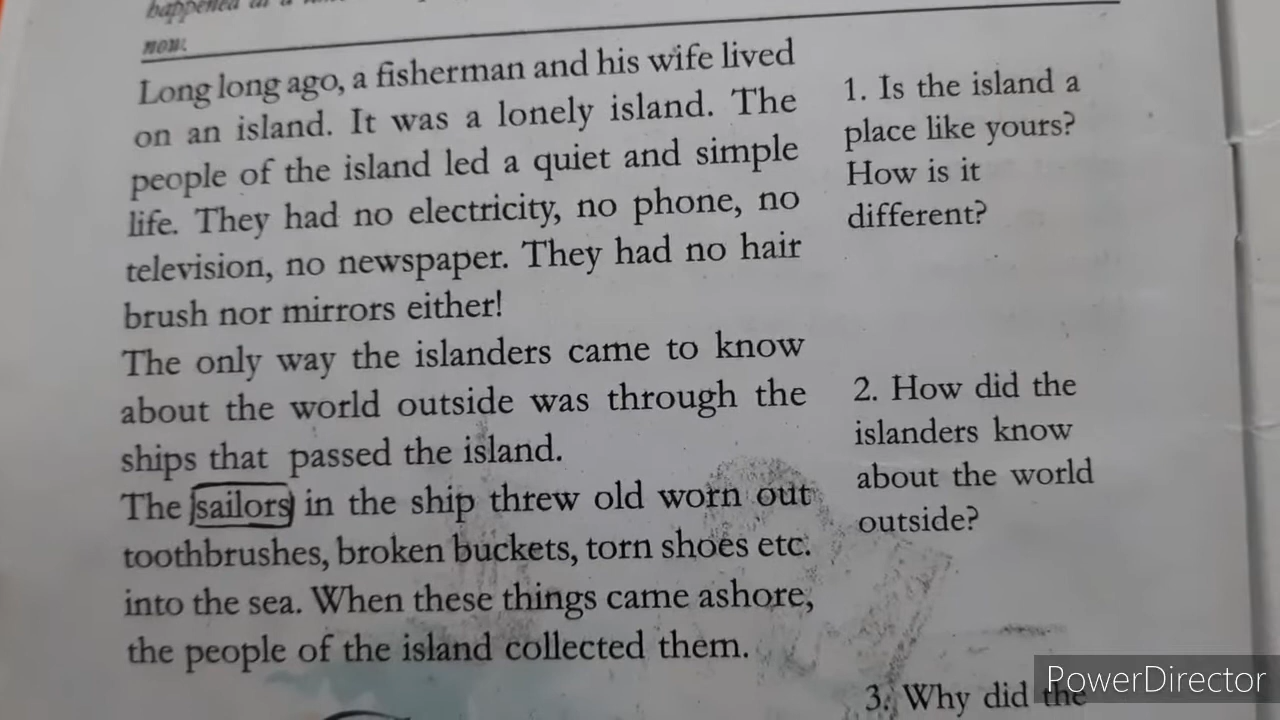 happened
now.
Long long ago, a fisherman and his wife lived
on an island. It was a lonely island. The
people of the island led a quiet and simple
life. They had no electricity, no phone, no
television, no newspaper. They had no hair
brush nor mirrors either!
The only way the islanders came to know
about the world outside was through the
ships that passed the island.
The sailors in the ship threw old worn out
toothbrushes, broken buckets, torn shoes etc.
into the sea. When these things came ashore,
the people of the island collected them.
1. Is the island a
place like yours?
How is it
different?
2. How did the
islanders know
about the world
outside?
3. Why did the
PowerDirector